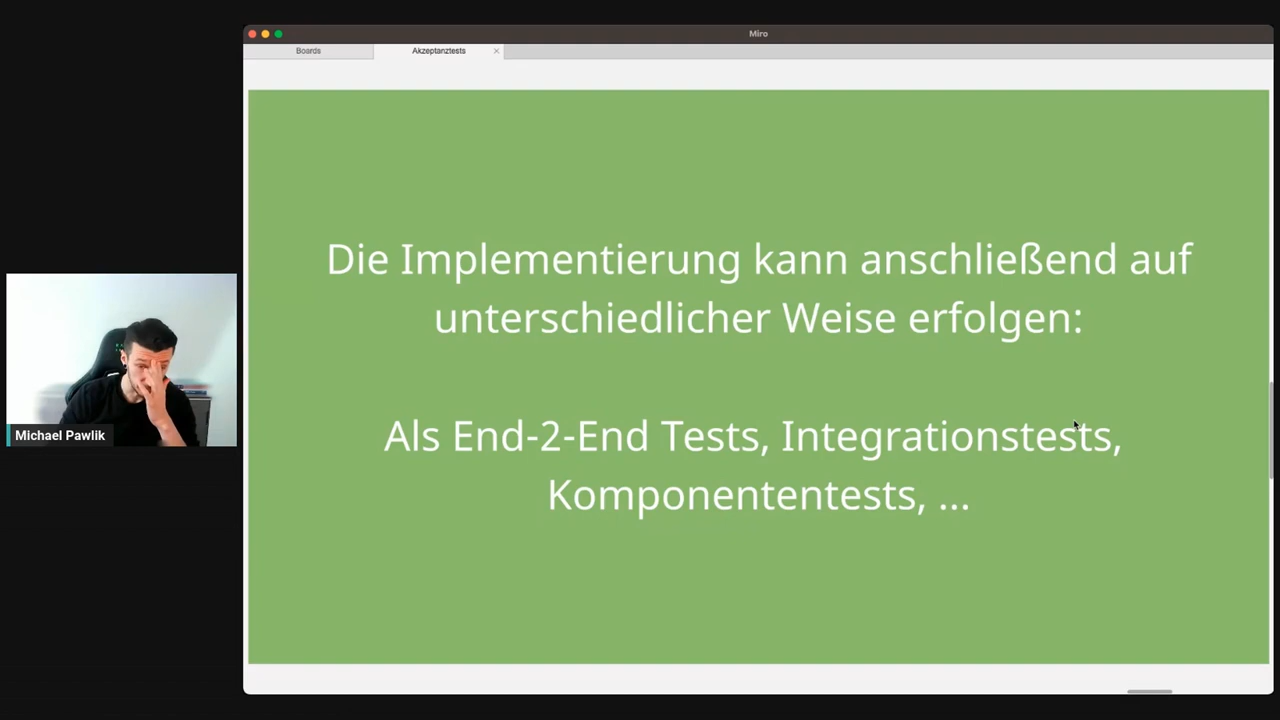 Miro
Boards
Akzeptanztests
Die Implementierung kann anschließend auf
unterschiedlicher Weise erfolgen:
Als End-2-End Tests, Integrationstests,
Komponententests, ...
Michael Pawlik